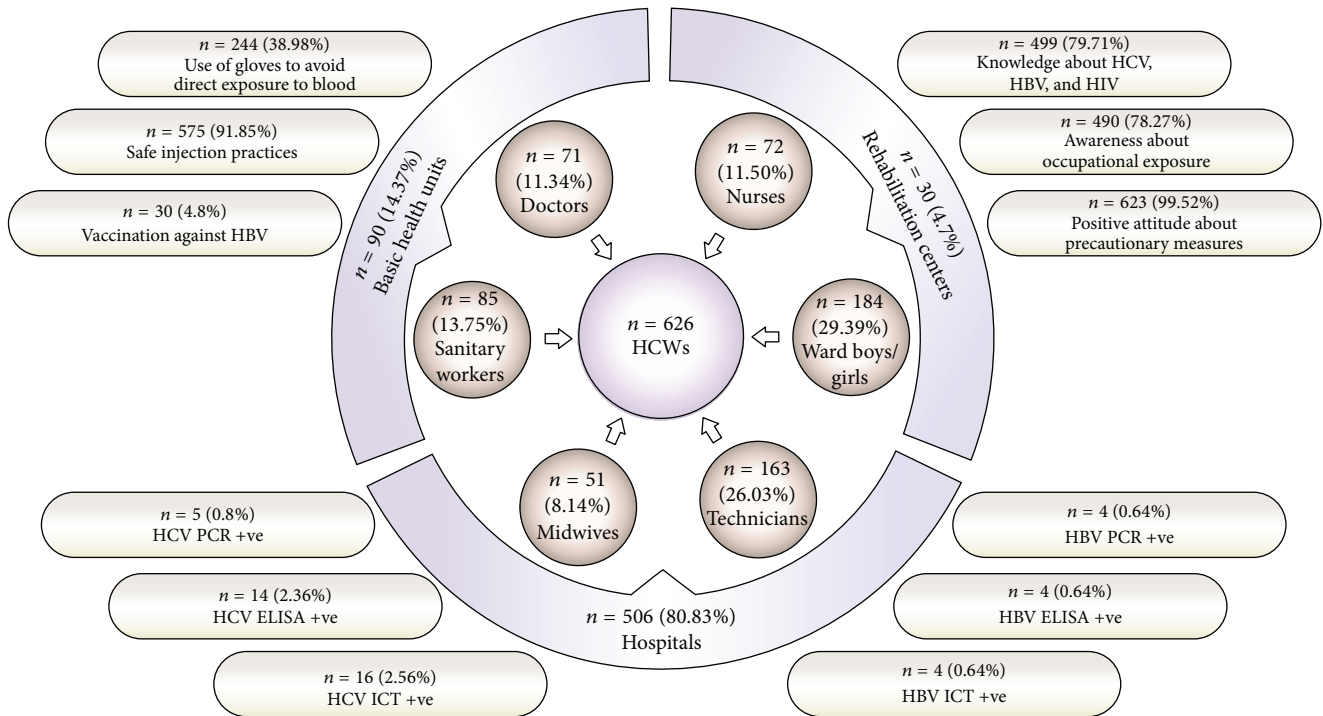 n = 244 (38.98%)
Use of gloves to avoid
direct exposure to blood
n = 575 (91.85%)
Safe injection practices
n = 30 (4.8%)
Vaccination against HBV
n = 499 (79.71%)
Knowledge about HCV,
HBV, and HIV
n = 490 (78.27%)
Awareness about
occupational exposure
n = 623 (99.52%)
Positive attitude about
precautionary measures
n = 90 (14.37%)
Basic health units
n = 30 (4.7%)
Rehabilitation centers
n = 71
(11.34%)
Doctors
n = 72
(11.50%)
Nurses
n = 85
(13.75%)
Sanitary
workers
n = 626
HCWs
n = 184
(29.39%)
Ward boys/
girls
n = 51
(8.14%)
Midwives
n = 163
(26.03%)
Technicians
n = 506 (80.83%)
Hospitals
n = 5 (0.8%)
HCV PCR +ve
n = 14 (2.36%)
HCV ELISA +ve
n = 16 (2.56%)
HCV ICT +ve
n = 4 (0.64%)
HBV PCR +ve
n = 4 (0.64%)
HBV ELISA +ve
n = 4 (0.64%)
HBV ICT +ve